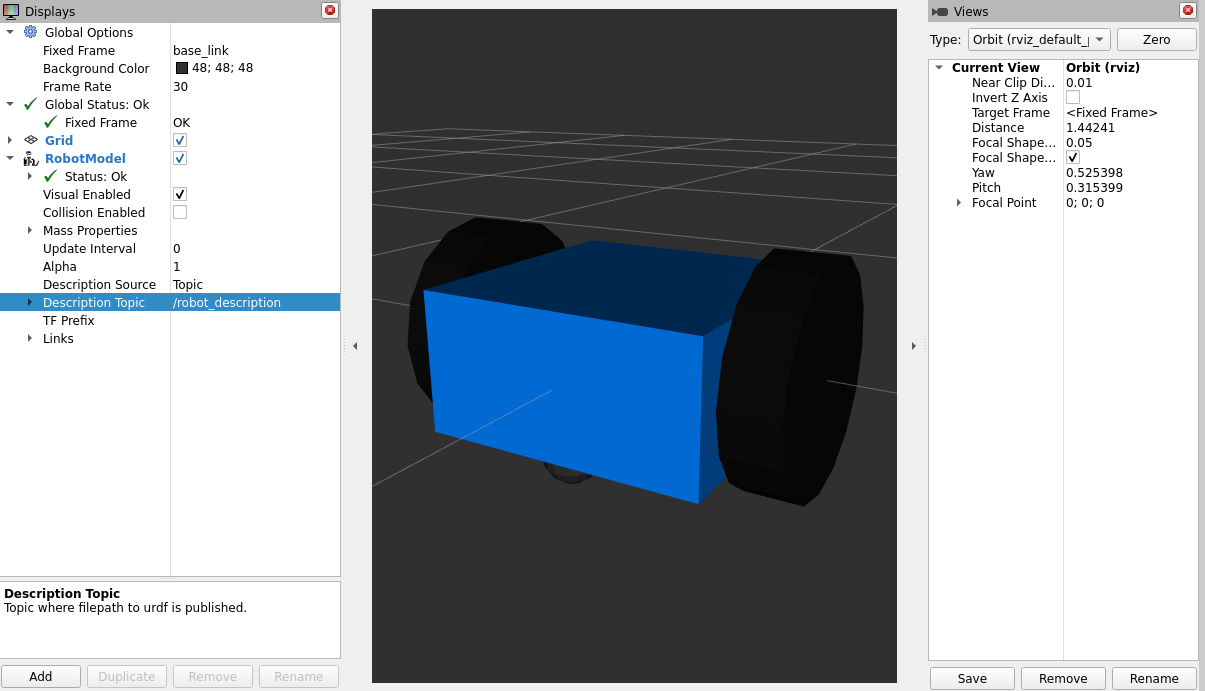 Displays
Global Options
Fixed Frame base_link
Background Color 48; 48; 48
Frame Rate 30
Global Status: Ok
Fixed Frame OK
Grid
RobotModel
Status: Ok
Visual Enabled
Collision Enabled
Mass Properties
Update Interval 0
Alpha 1
Description Source Topic
Description Topic /robot_description
TF Prefix
Links
Description Topic
Topic where filepath to urdf is published.
Add Duplicate Remove Rename
Views
Type: Orbit (rviz_default_ Zero
Current View Orbit (rviz)
Near Clip Di... 0.01
Invert Z Axis
Target Frame <Fixed Frame>
Distance 1.44241
Focal Shape... 0.05
Focal Shape...
Yaw 0.525398
Pitch 0.315399
Focal Point 0; 0; 0
Save Remove Rename